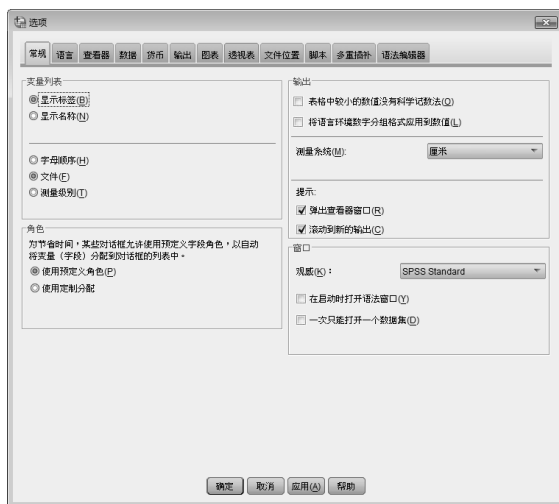 选项
常规 语言 查看器 数据 货币 输出 图表 透视表 文件位置 脚本 多重插补 语法编辑器
变量列表
显示标签(B)
显示名称(N)
字母顺序(H)
文件(F)
测量级别(T)
角色
为节省时间，某些对话框允许使用预定义字段角色，以自动
将变量（字段）分配到对话框的列表中。
使用预定义角色(P)
使用定制分配
输出
表格中较小的数值没有科学记数法(O)
将语言环境数字分组格式应用到数值(L)
测量系统(M): 厘米
提示:
弹出查看器窗口(R)
滚动到新的输出(C)
窗口
观感(K)： SPSS Standard
在启动时打开语法窗口(Y)
一次只能打开一个数据集(D)
确定 取消 应用(A) 帮助